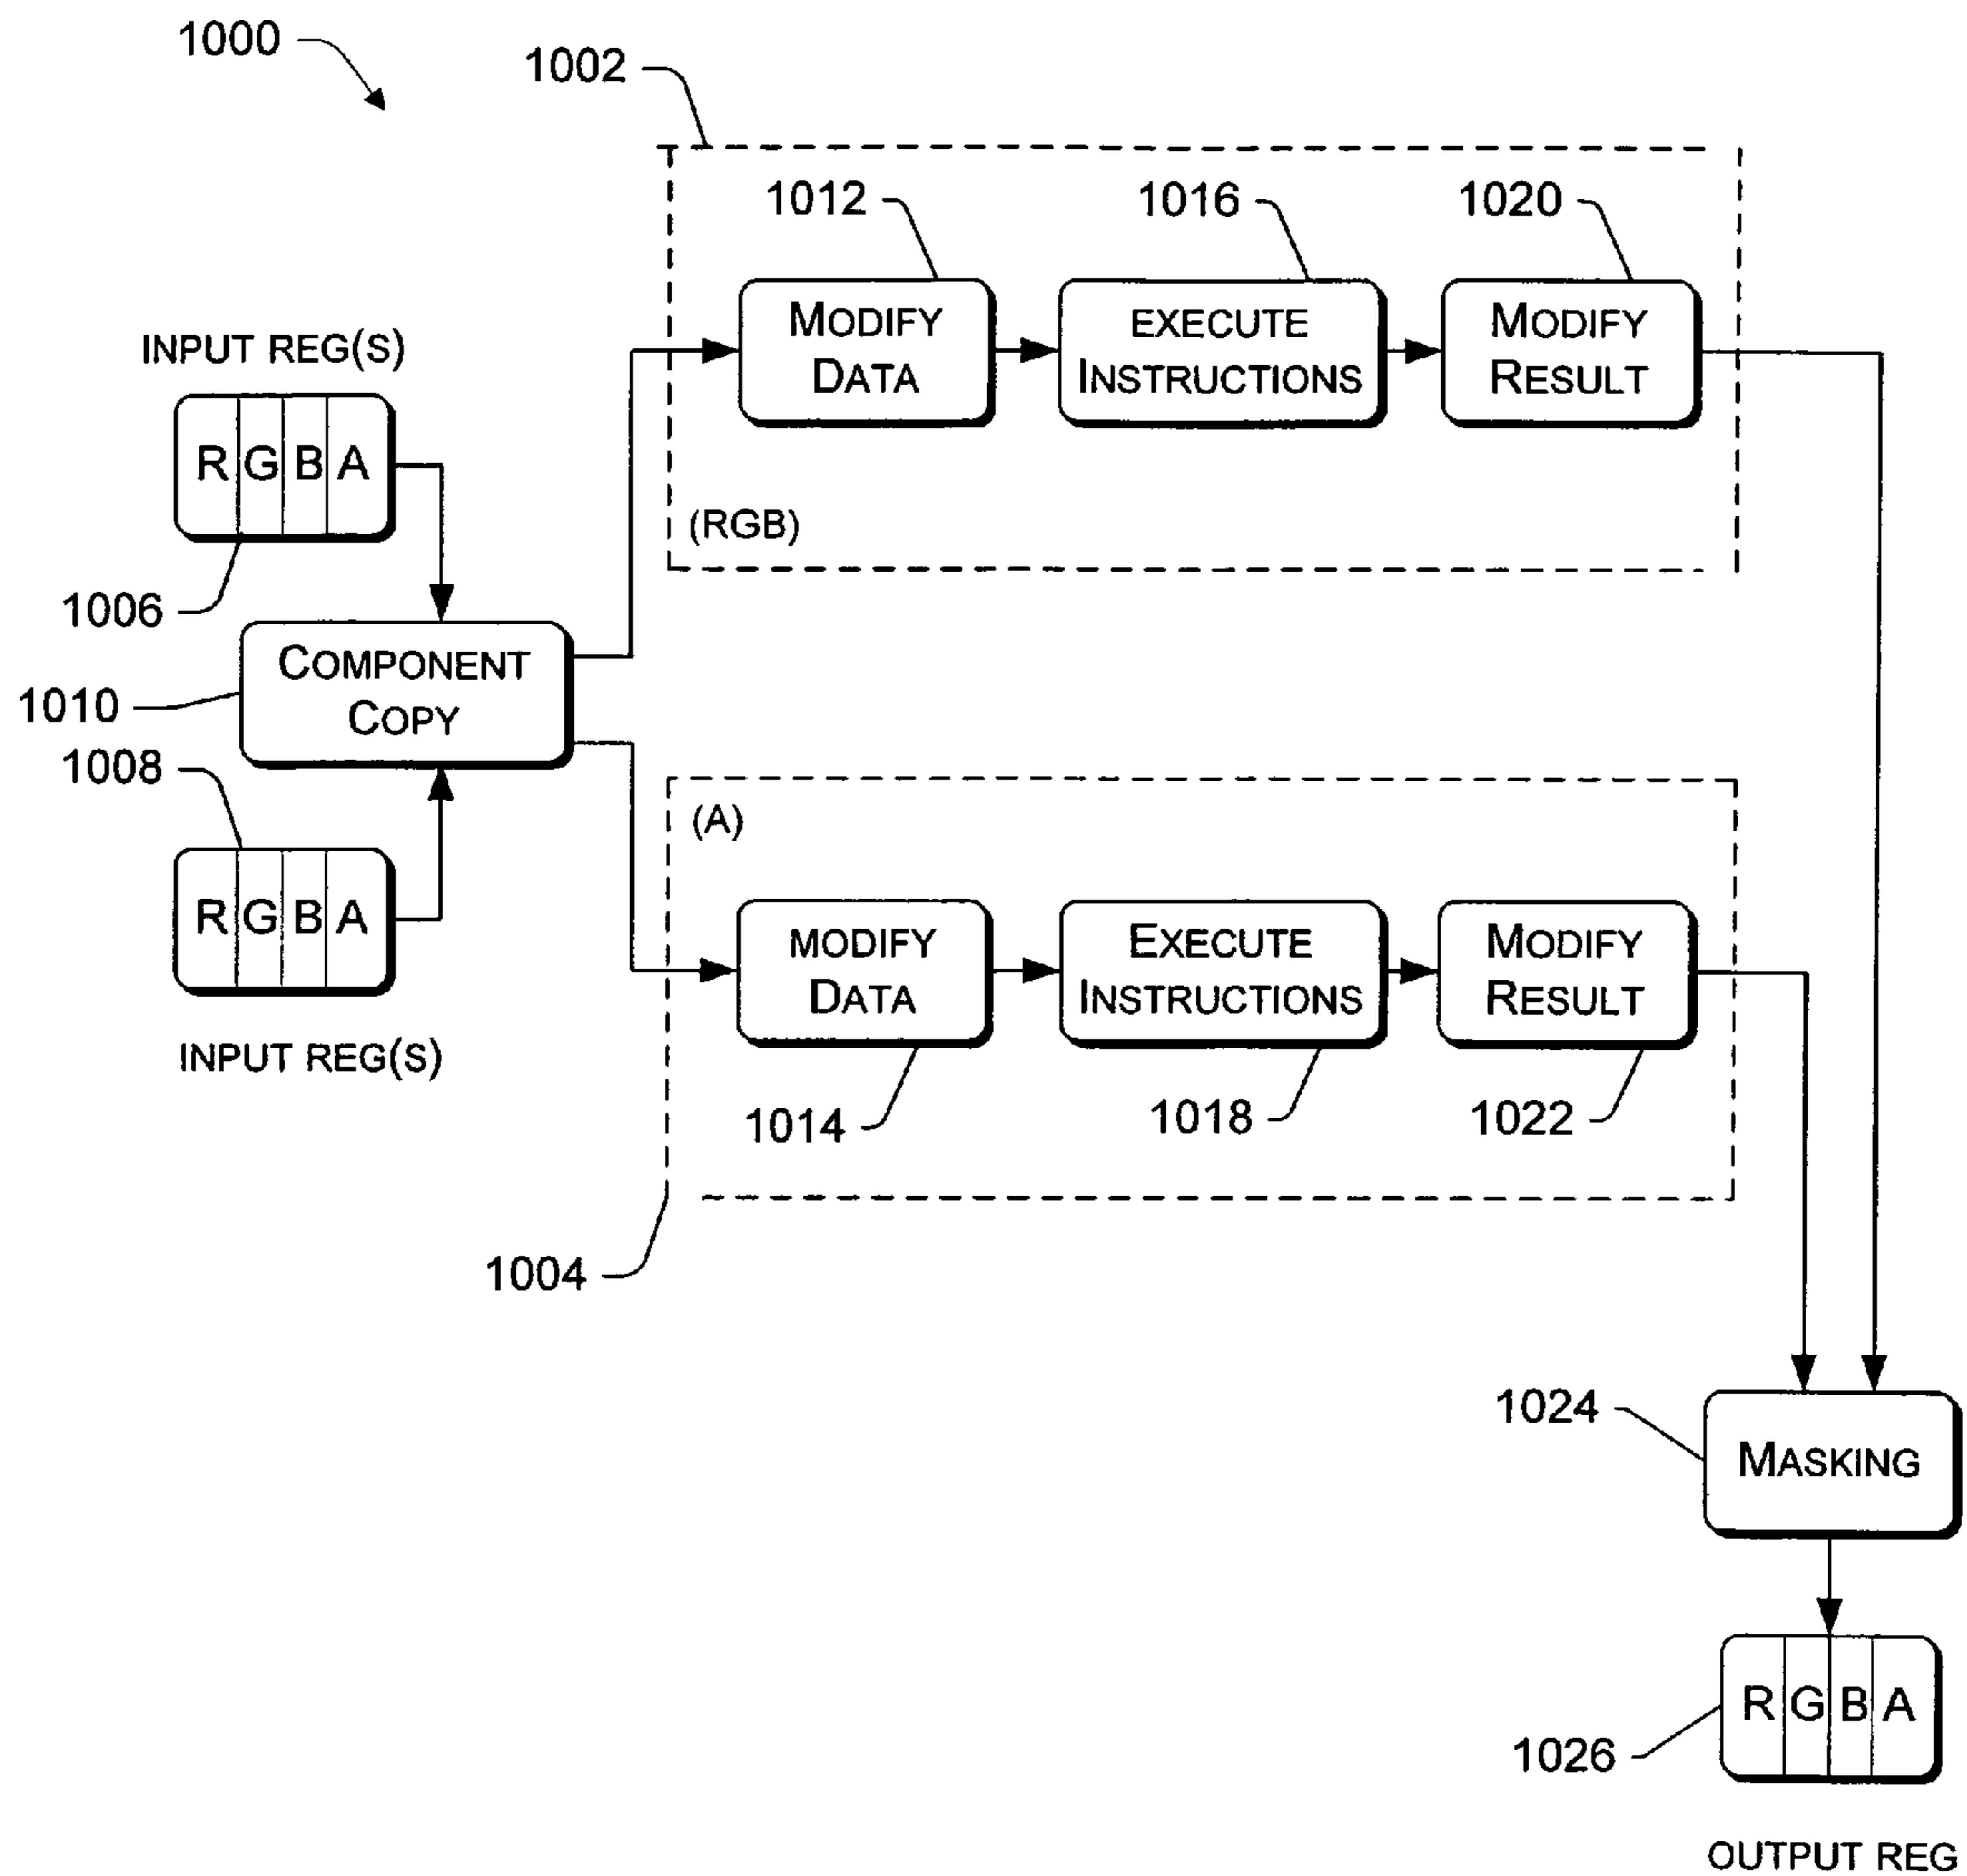 1000
1002
1012
1016
1020
MODIFY
DATA
EXECUTE
INSTRUCTIONS
MODIFY
RESULT
(RGB)
INPUT REG(S)
R G B A
1006
COMPONENT
COPY
1010
1008
R G B A
INPUT REG(S)
(A)
MODIFY
DATA
EXECUTE
INSTRUCTIONS
MODIFY
RESULT
1014
1018
1022
1004
1024
MASKING
R G B A
1026
OUTPUT REG